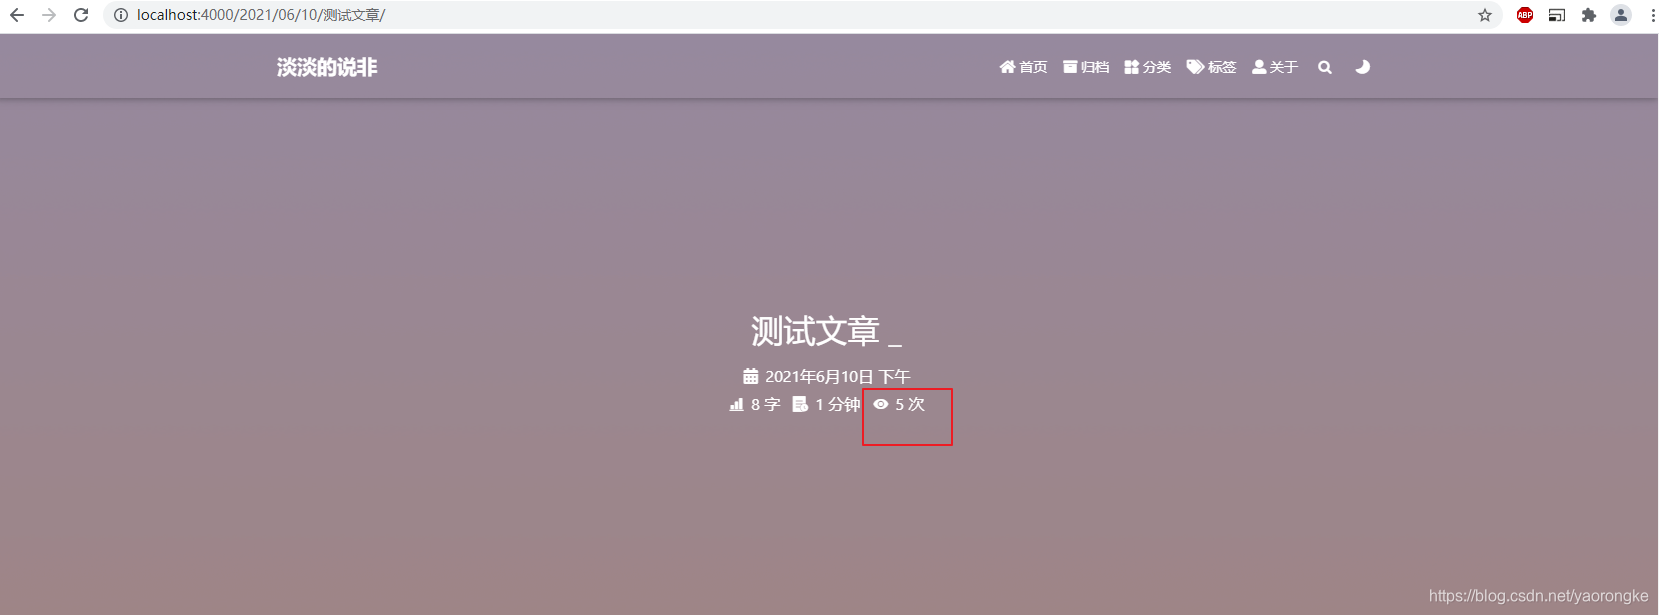 localhost:4000/2021/06/10/测试文章/
ABP
淡淡的说非
首页 归档 分类 标签 关于
测试文章_
2021年6月10日 下午
8 字 1 分钟 5 次
https://blog.csdn.net/yaorongke